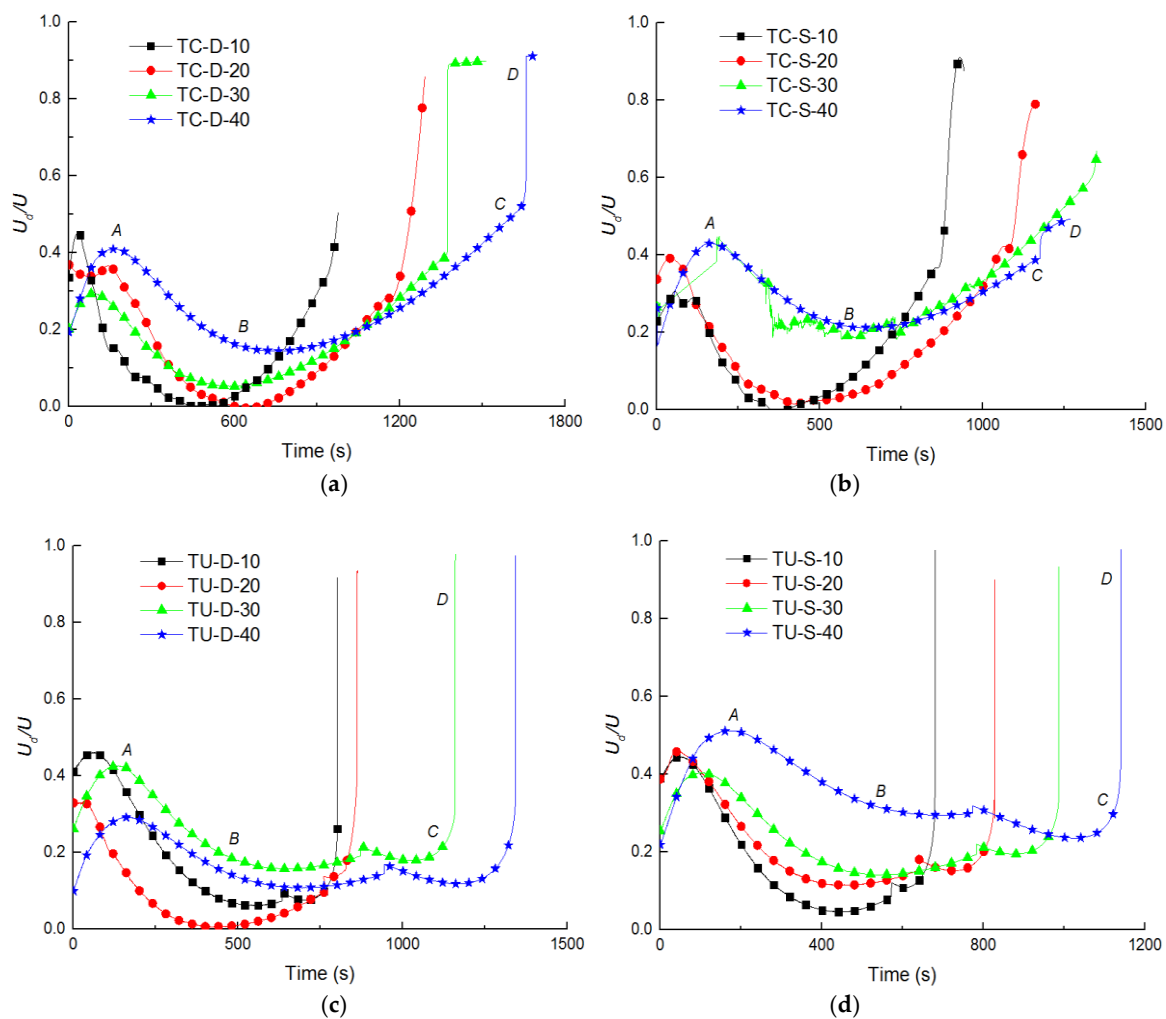 1.0
0.8
0.6
0.4
0.2
0.0
U_d/U
TC-D-10
TC-D-20
TC-D-30
TC-D-40
A
B
C
D
0
600
1200
1800
Time (s)
(a)
1.0
0.8
0.6
0.4
0.2
0.0
U_d/U
TC-S-10
TC-S-20
TC-S-30
TC-S-40
A
B
C
D
0
500
1000
1500
Time (s)
(b)
1.0
0.8
0.6
0.4
0.2
0.0
U_d/U
TU-D-10
TU-D-20
TU-D-30
TU-D-40
A
B
C
D
0
500
1000
1500
Time (s)
(c)
1.0
0.8
0.6
0.4
0.2
0.0
U_d/U
TU-S-10
TU-S-20
TU-S-30
TU-S-40
A
B
C
D
0
400
800
1200
Time (s)
(d)